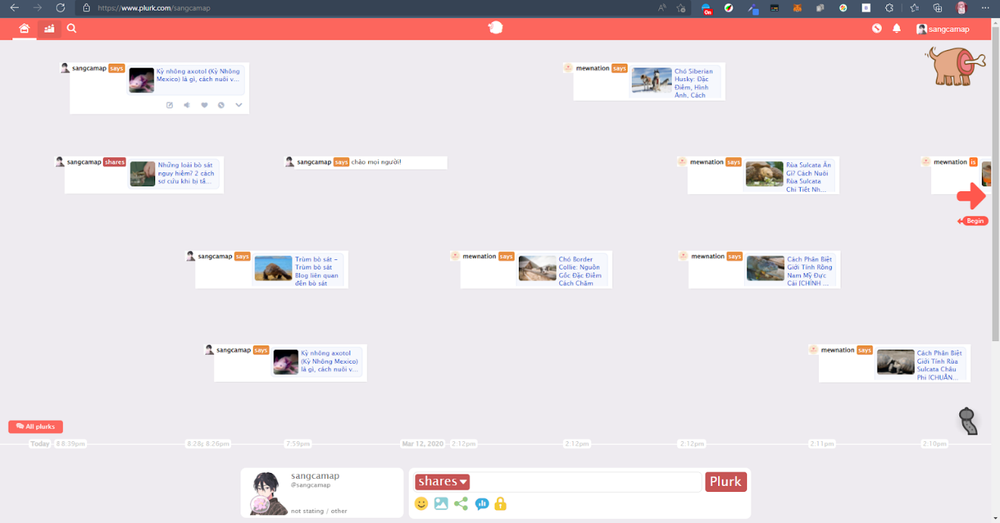 https://www.plurk.com/sangcamap
On
sangcamap
sangcamap says
Kỳ nhông axotol (Kỳ Nhông
Mexico) là gì, cách nuôi v...
mewnation says
Chó Siberian
Husky: Đặc
Điểm, Hình
Ảnh, Cách
sangcamap shares
Những loài bò sát
nguy hiểm? 2 cách
sơ cứu khi bị tấ...
sangcamap says chào mọi người!
mewnation says
Rùa Sulcata Ăn
Gì? Cách Nuôi
Rùa Sulcata
Chi Tiết Nh...
mewnation is
Begin
sangcamap says
Trùm bò sát –
Trùm bò sát
Blog liên quan
đến bò sát
mewnation says
Chó Border
Collie: Nguồn
Gốc Đặc Điểm
Cách Chăm
mewnation says
Cách Phân Biệt
Giới Tính Rồng
Nam Mỹ Đực
Cái [CHÍNH ...
sangcamap says
Kỳ nhông axotol
(Kỳ Nhông Mexico)
là gì, cách nuôi v...
mewnation says
Cách Phân Biệt
Giới Tính Rùa
Sulcata Châu
Phi [CHUẨN...
All plurks
Today 8 8:39pm 8:28p 8:26pm 7:59pm Mar 12, 2020 2:12pm 2:12pm 2:12pm 2:11pm 2:10pm
sangcamap
@sangcamap
not stating / other
shares
Plurk